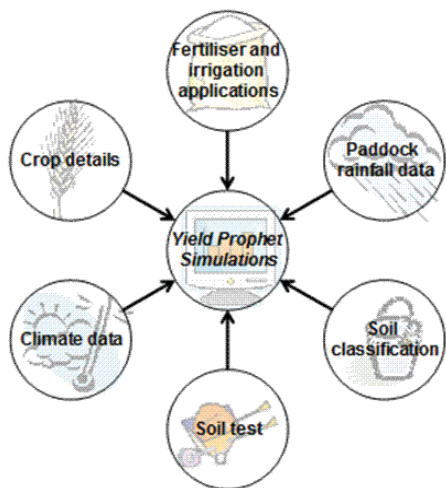 Fertiliser and
irrigation
applications
Crop details
Paddock
rainfall data
Yield Prophet
Simulations
Climate data
Soil
classification
Soil test